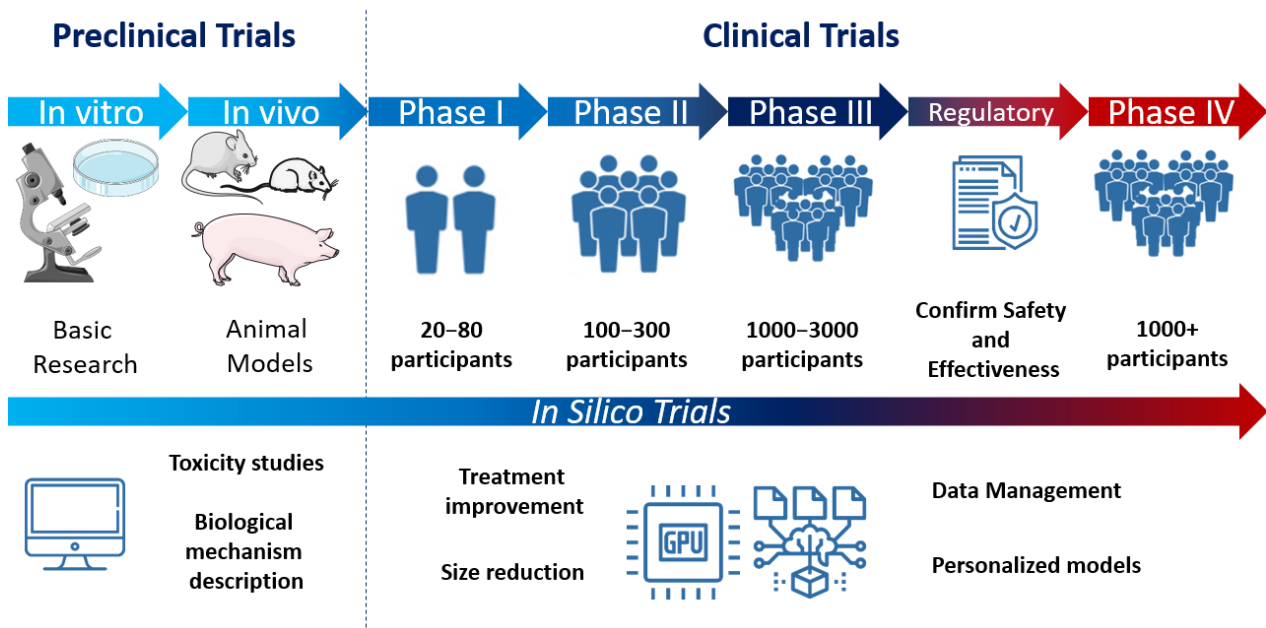 Preclinical Trials
Clinical Trials
In vitro
In vivo
Phase I
Phase II
Phase III
Regulatory
Phase IV
Basic
Research
Animal
Models
20–80
participants
100–300
participants
1000–3000
participants
Confirm Safety
and
Effectiveness
1000+
participants
In Silico Trials
Toxicity studies
Biological
mechanism
description
Treatment
improvement
Size reduction
GPU
Data Management
Personalized models